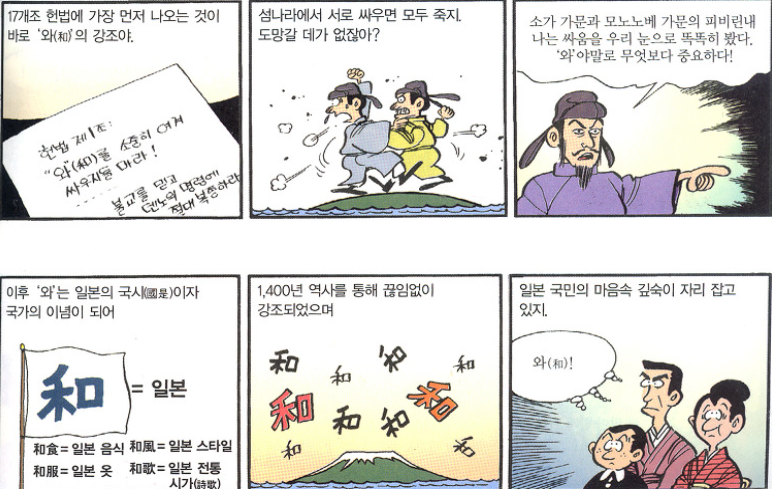 17개조 헌법에 가장 먼저 나오는 것이
바로 '와(和)'의 강조야.
헌법 제1조:
"와"(和)를 소중히 여겨
싸우지들 마라!
불교를 믿고
텐노의 명령에
절대 복종하라
섬나라에서 서로 싸우면 모두 죽지.
도망갈 데가 없잖아?
소가 가문과 모노노베 가문의 피비린내
나는 싸움을 우리 눈으로 똑똑히 봤다.
'와'야말로 무엇보다 중요하다!
이후 '와'는 일본의 국시(國是)이자
국가의 이념이 되어
和 = 일본
和食 = 일본 음식 和風 = 일본 스타일
和服 = 일본 옷 和歌 = 일본 전통
시가(詩歌)
1,400년 역사를 통해 끊임없이
강조되었으며
和 和 和 和
和 和 和 和
和 和
일본 국민의 마음속 깊숙이 자리 잡고
있지.
와(和)!